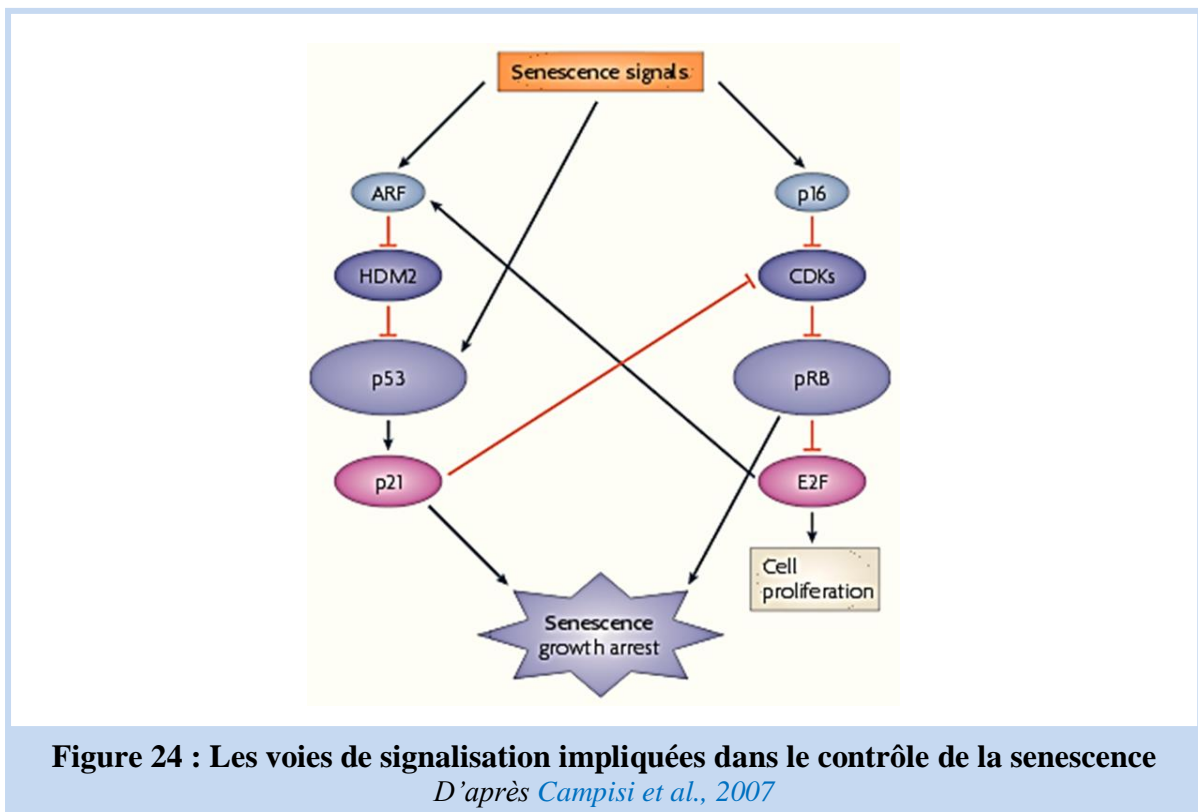 Senescence signals
ARF
p16
HDM2
CDKs
p53
pRB
p21
E2F
Cell
proliferation
Senescence
growth arrest
Figure 24 : Les voies de signalisation impliquées dans le contrôle de la senescence
D’après Campisi et al., 2007